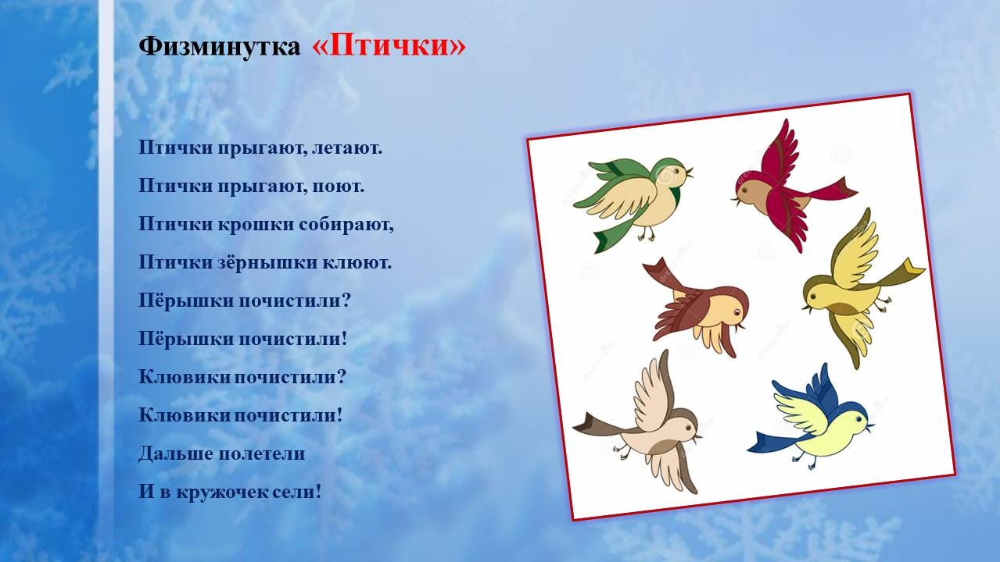 Физминутка «Птички»
Птички прыгают, летают.
Птички прыгают, поют.
Птички крошки собирают,
Птички зёрнышки клюют.
Пёрышки почистили?
Пёрышки почистили!
Клювики почистили?
Клювики почистили!
Дальше полетели
И в кружочек сели!